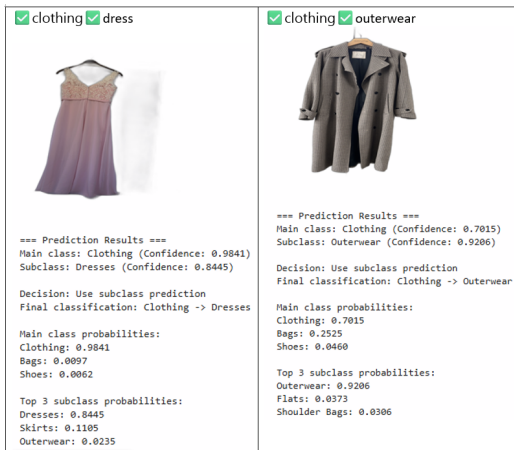 ✅ clothing ✅ dress
=== Prediction Results ===
Main class: Clothing (Confidence: 0.9841)
Subclass: Dresses (Confidence: 0.8445)
Decision: Use subclass prediction
Final classification: Clothing -> Dresses
Main class probabilities:
Clothing: 0.9841
Bags: 0.0097
Shoes: 0.0062
Top 3 subclass probabilities:
Dresses: 0.8445
Skirts: 0.1105
Outerwear: 0.0235
✅ clothing ✅ outerwear
=== Prediction Results ===
Main class: Clothing (Confidence: 0.7015)
Subclass: Outerwear (Confidence: 0.9206)
Decision: Use subclass prediction
Final classification: Clothing -> Outerwear
Main class probabilities:
Clothing: 0.7015
Bags: 0.2525
Shoes: 0.0460
Top 3 subclass probabilities:
Outerwear: 0.9206
Flats: 0.0373
Shoulder Bags: 0.0306